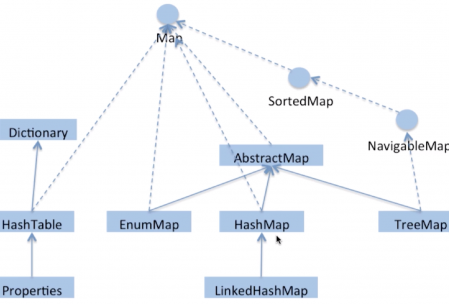 Map
SortedMap
Dictionary
NavigableMap
AbstractMap
HashTable
EnumMap
HashMap
TreeMap
Properties
LinkedHashMap